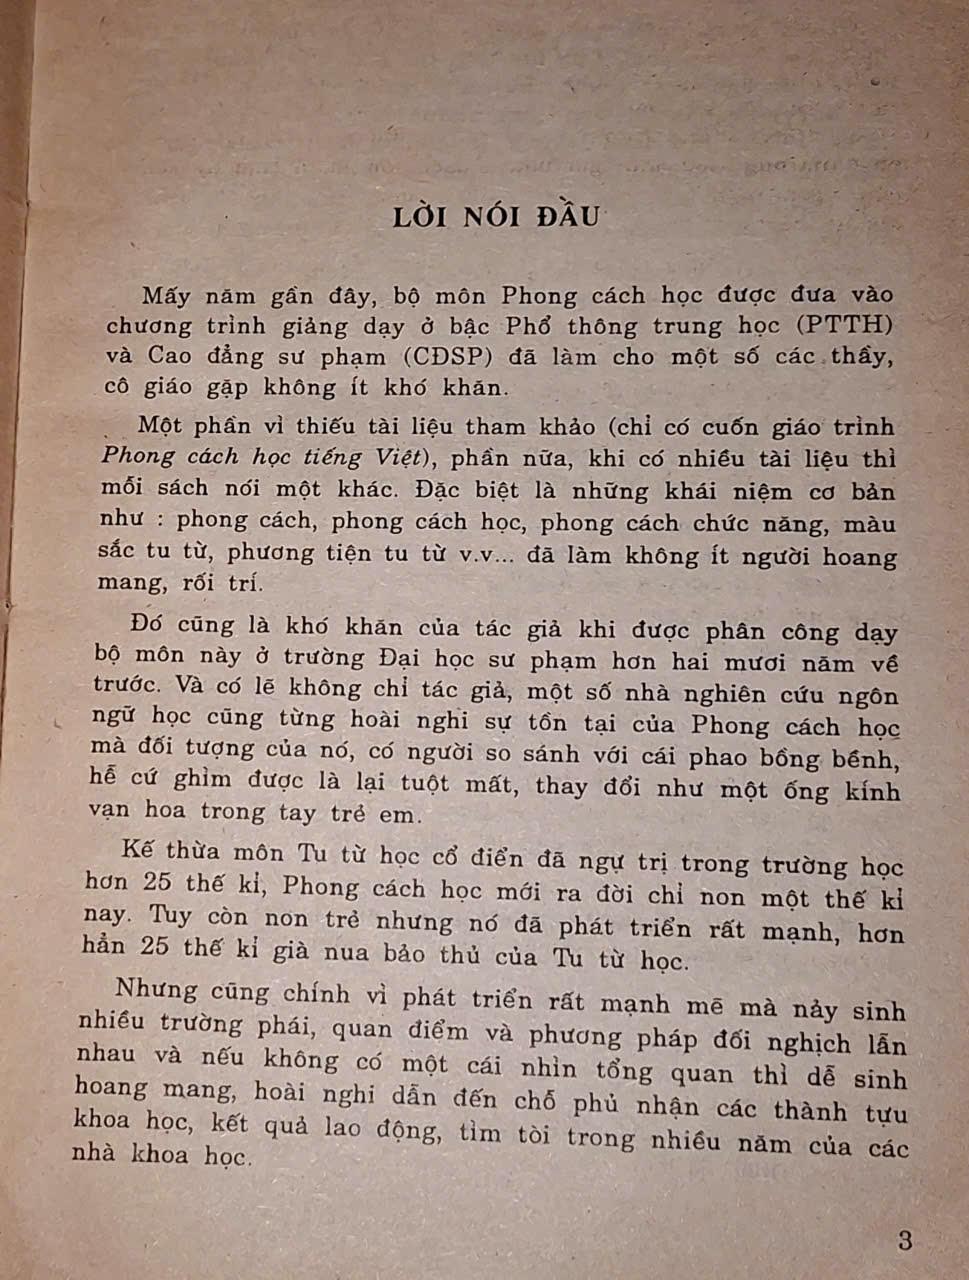 LỜI NÓI ĐẦU
Mấy năm gần đây, bộ môn Phong cách học được đưa vào
chương trình giảng dạy ở bậc Phổ thông trung học (PTTH)
và Cao đẳng sư phạm (CĐSP) đã làm cho một số các thầy,
cô giáo gặp không ít khó khăn.
Một phần vì thiếu tài liệu tham khảo (chỉ có cuốn giáo trình
Phong cách học tiếng Việt), phần nữa, khi có nhiều tài liệu thì
mỗi sách nói một khác. Đặc biệt là những khái niệm cơ bản
như : phong cách, phong cách học, phong cách chức năng, màu
sắc tu từ, phương tiện tu từ v.v... đã làm không ít người hoang
mang, rối trí.
Đó cũng là khó khăn của tác giả khi được phân công dạy
bộ môn này ở trường Đại học sư phạm hơn hai mươi năm về
trước. Và có lẽ không chỉ tác giả, một số nhà nghiên cứu ngôn
ngữ học cũng từng hoài nghi sự tồn tại của Phong cách học
mà đối tượng của nó, có người so sánh với cái phao bồng bềnh,
hễ cứ ghìm được là lại tuột mất, thay đổi như một ống kính
vạn hoa trong tay trẻ em.
Kế thừa môn Tu từ học cổ điển đã ngự trị trong trường học
hơn 25 thế kỉ, Phong cách học mới ra đời chỉ non một thế kỉ
nay. Tuy còn non trẻ nhưng nó đã phát triển rất mạnh, hơn
hẳn 25 thế kỉ già nua bảo thủ của Tu từ học.
Nhưng cũng chính vì phát triển rất mạnh mẽ mà nảy sinh
nhiều trường phái, quan điểm và phương pháp đối nghịch lẫn
nhau và nếu không có một cái nhìn tổng quan thì dễ sinh
hoang mang, hoài nghi dẫn đến chỗ phủ nhận các thành tựu
khoa học, kết quả lao động, tìm tòi trong nhiều năm của các
nhà khoa học.
3